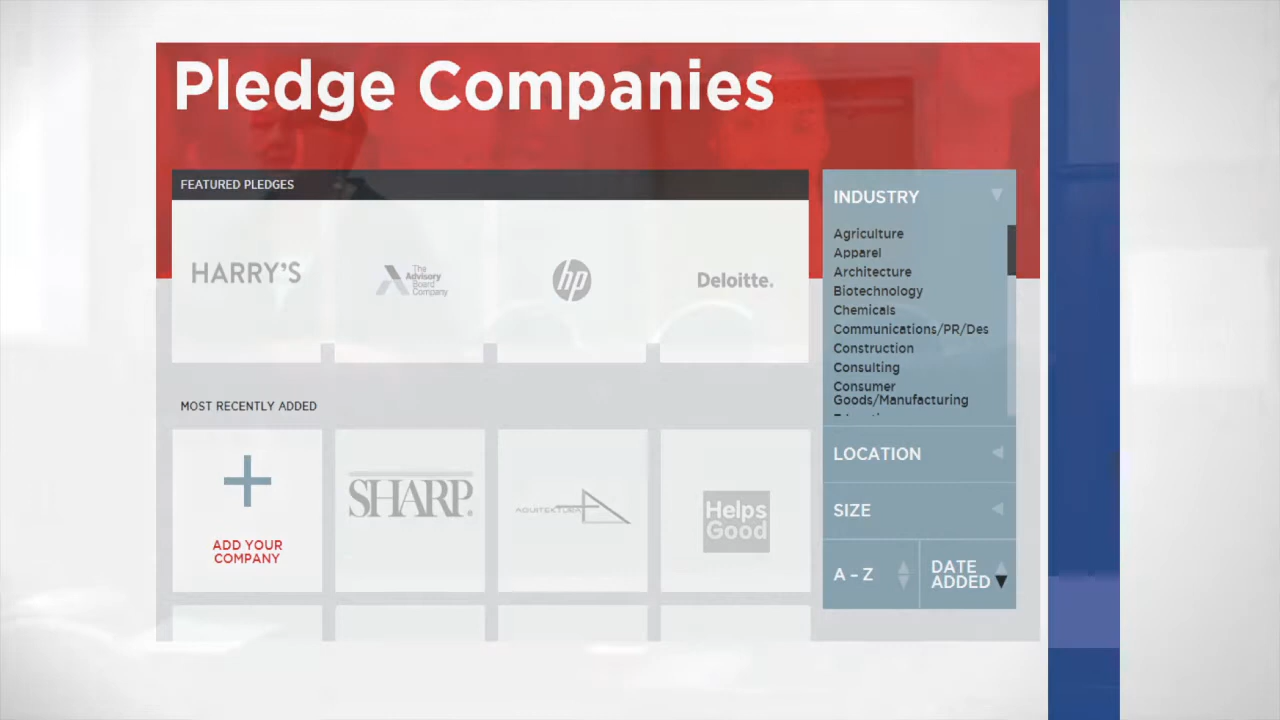 Pledge Companies
FEATURED PLEDGES
HARRY'S
The
Advisory
Board
Company
hp
Deloitte.
MOST RECENTLY ADDED
ADD YOUR
COMPANY
SHARP.
AQUITEKTURA
Helps
Good
INDUSTRY
Agriculture
Apparel
Architecture
Biotechnology
Chemicals
Communications/PR/Des
Construction
Consulting
Consumer
Goods/Manufacturing
LOCATION
SIZE
A – Z
DATE
ADDED